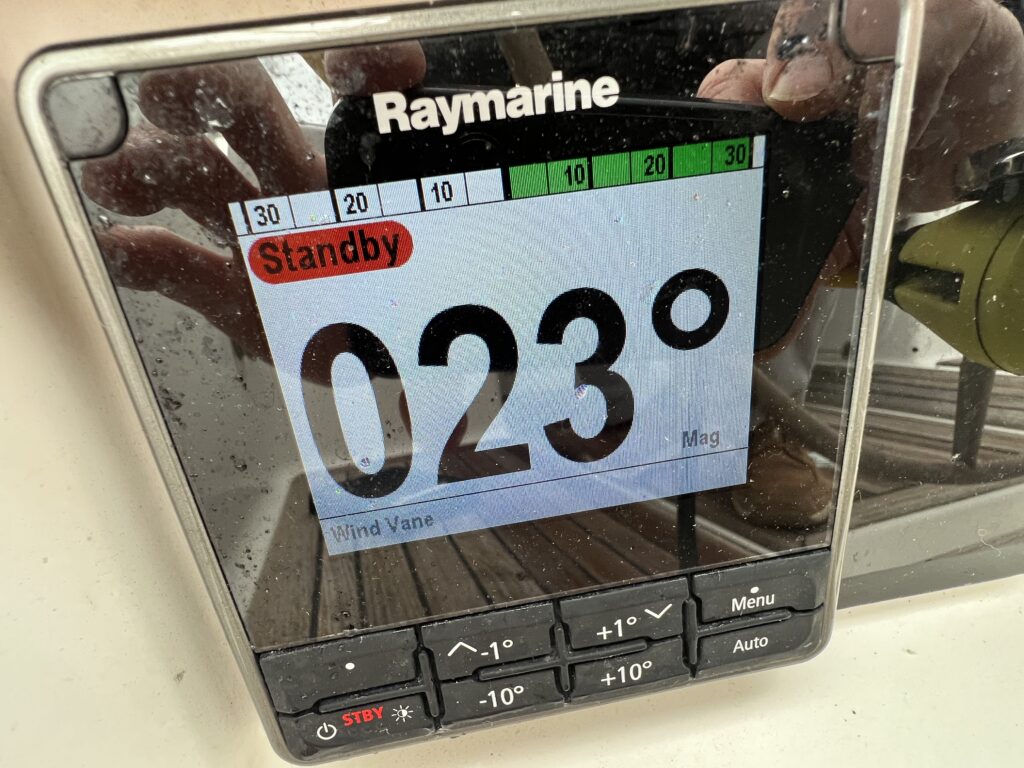 Raymarine
30 20 10 10 20 30
Standby
023°
Mag
Wind Vane
-1° +1° Menu
STBY -10° +10° Auto